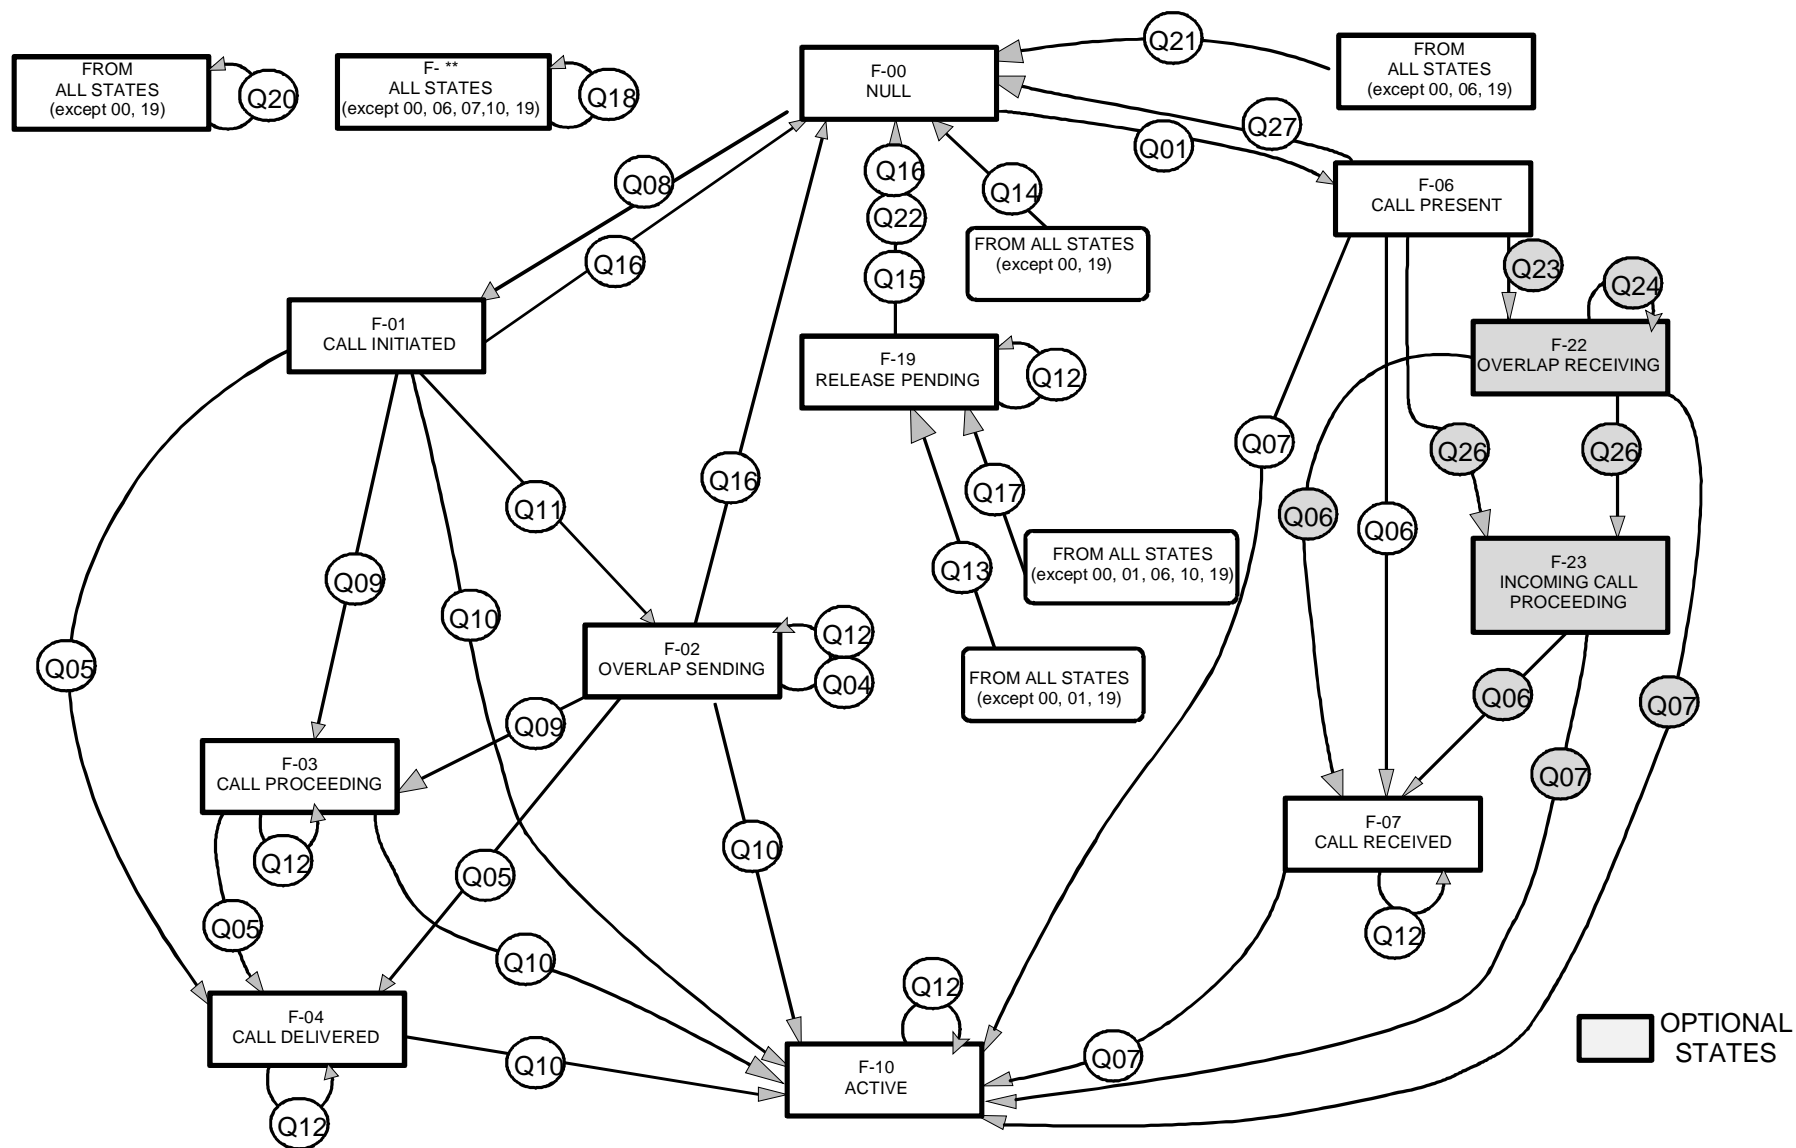 FROM
ALL STATES
(except 00, 19)
Q20
F- **
ALL STATES
(except 00, 06, 07,10, 19)
Q18
F-00
NULL
Q21
FROM
ALL STATES
(except 00, 06, 19)
Q27
Q01
Q08
Q16
Q16
Q22
Q15
Q14
FROM ALL STATES
(except 00, 19)
F-06
CALL PRESENT
Q23
Q24
F-01
CALL INITIATED
F-19
RELEASE PENDING
Q12
F-22
OVERLAP RECEIVING
Q07
Q26
Q26
Q16
Q11
Q17
Q06
Q06
Q09
Q10
Q13
FROM ALL STATES
(except 00, 01, 06, 10, 19)
F-23
INCOMING CALL
PROCEEDING
Q05
F-02
OVERLAP SENDING
Q12
Q04
FROM ALL STATES
(except 00, 01, 19)
Q06
Q07
Q09
Q07
F-03
CALL PROCEEDING
Q12
Q05
Q10
F-07
CALL RECEIVED
Q12
Q05
Q10
Q12
F-04
CALL DELIVERED
Q10
Q12
F-10
ACTIVE
Q07
OPTIONAL
STATES